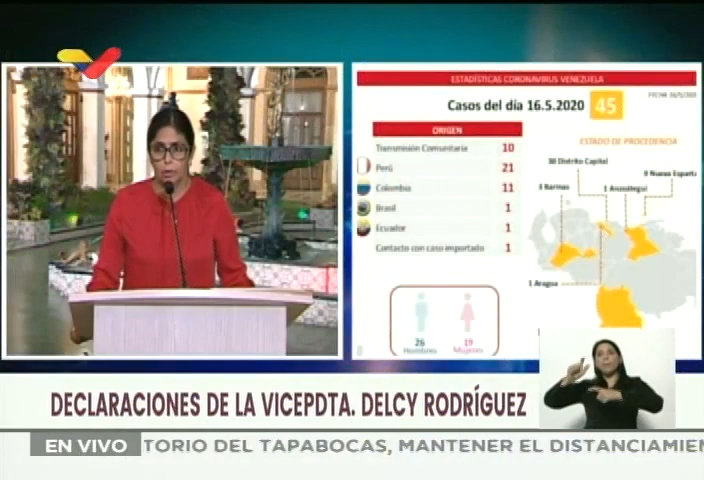 ESTADÍSTICAS CORONAVIRUS VENEZUELA
Casos del día 16.5.2020 45
ORIGEN
ESTADO DE PROCEDENCIA
Transmisión Comunitaria 10
Perú 21
Colombia 11
Brasil 1
Ecuador 1
Contacto con caso importado 1
30 Distrito Capital
3 Barinas
1 Anzoátegui
9 Nueva Esparta
1 Aragua
26 Hombres
19 Mujeres
DECLARACIONES DE LA VICEPDTA. DELCY RODRÍGUEZ
EN VIVO TORIO DEL TAPABOCAS, MANTENER EL DISTANCIAMIEN